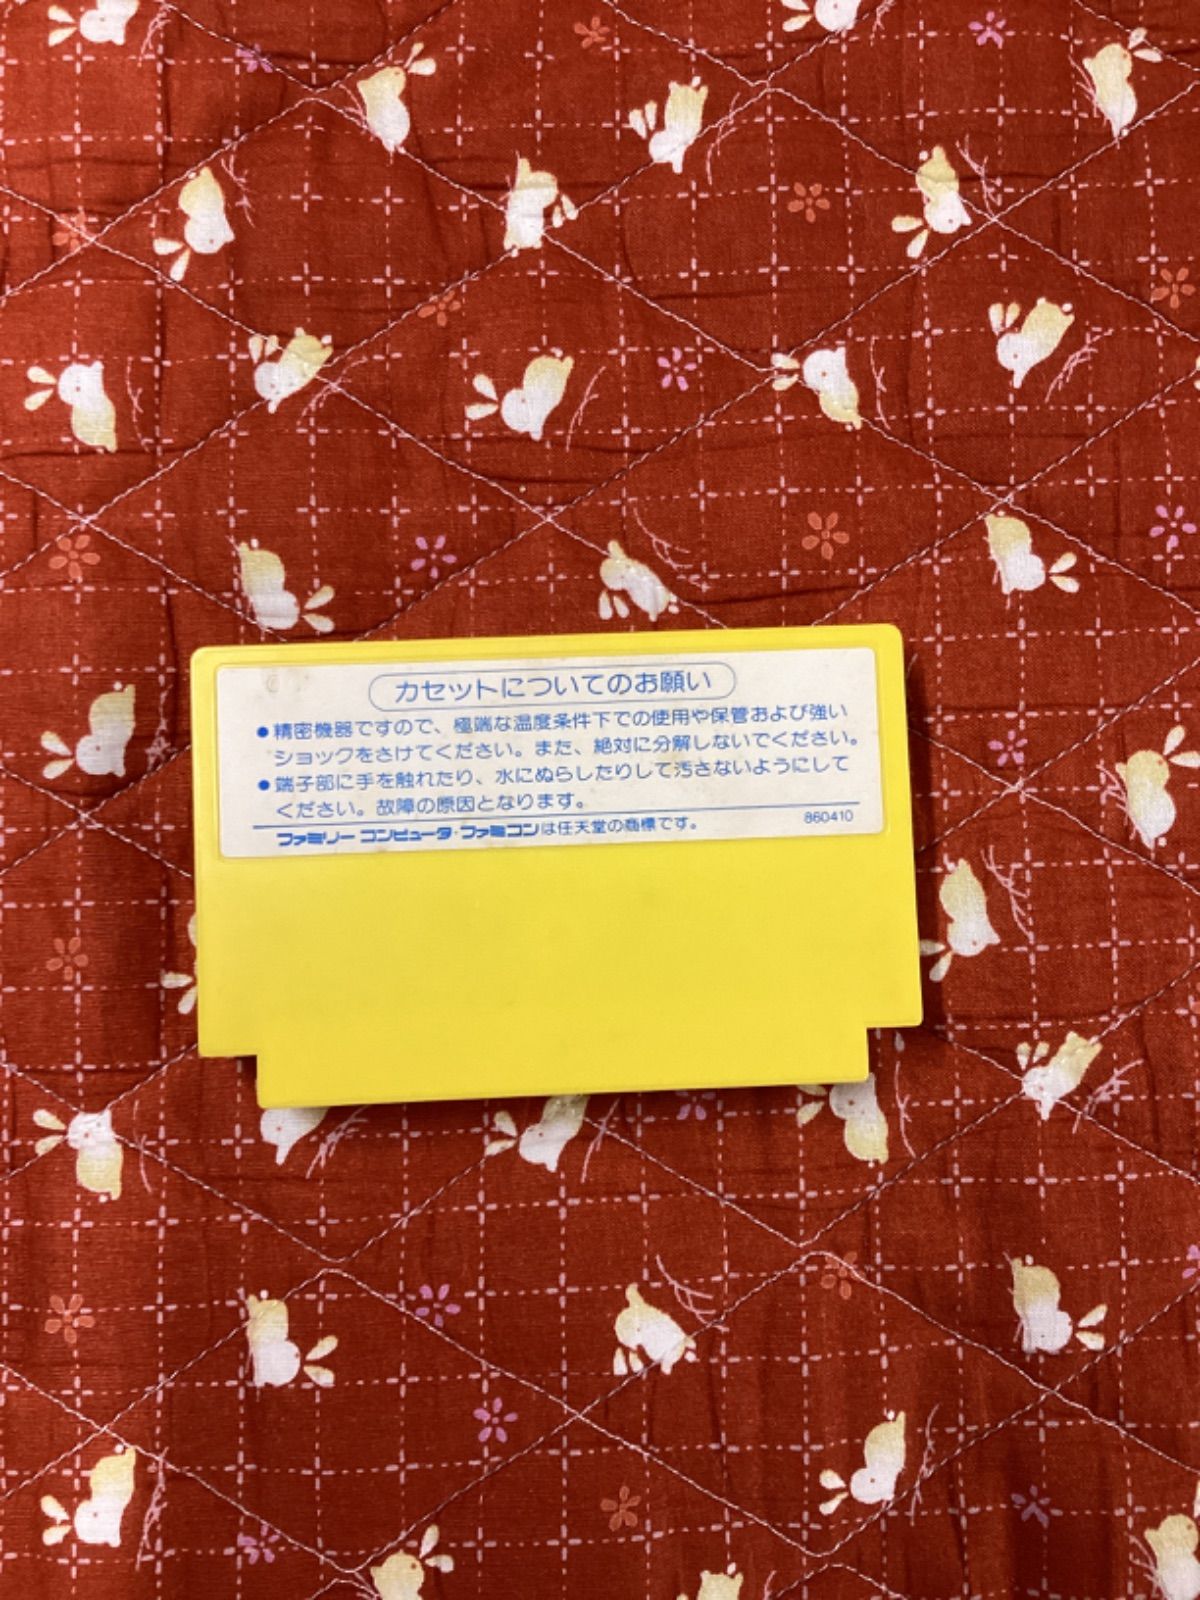 カセットについてのお願い
●精密機器ですので、極端な温度条件下での使用や保管および強い
ショックをさけてください。また、絶対に分解しないでください。
●端子部に手を触れたり、水にぬらしたりして汚さないようにして
ください。故障の原因となります。
ファミリー コンピュータ・ファミコンは任天堂の商標です。 860410